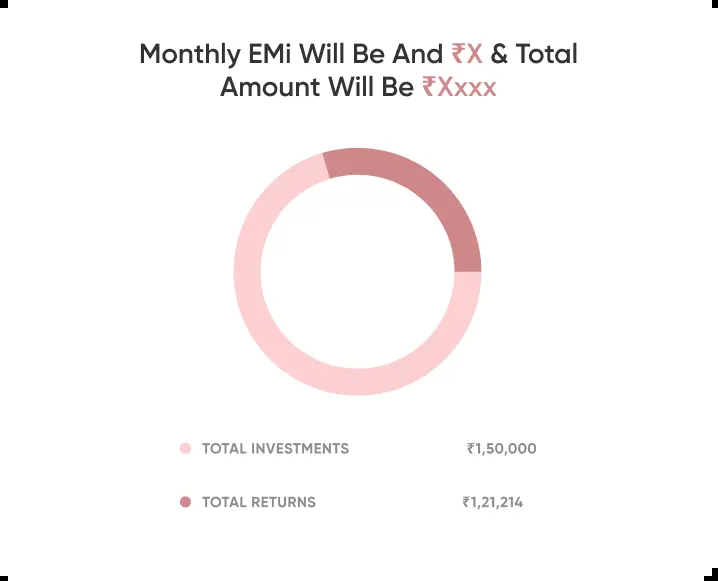 Monthly EMi Will Be And ₹X & Total
Amount Will Be ₹Xxxx
TOTAL INVESTMENTS ₹1,50,000
TOTAL RETURNS ₹1,21,214